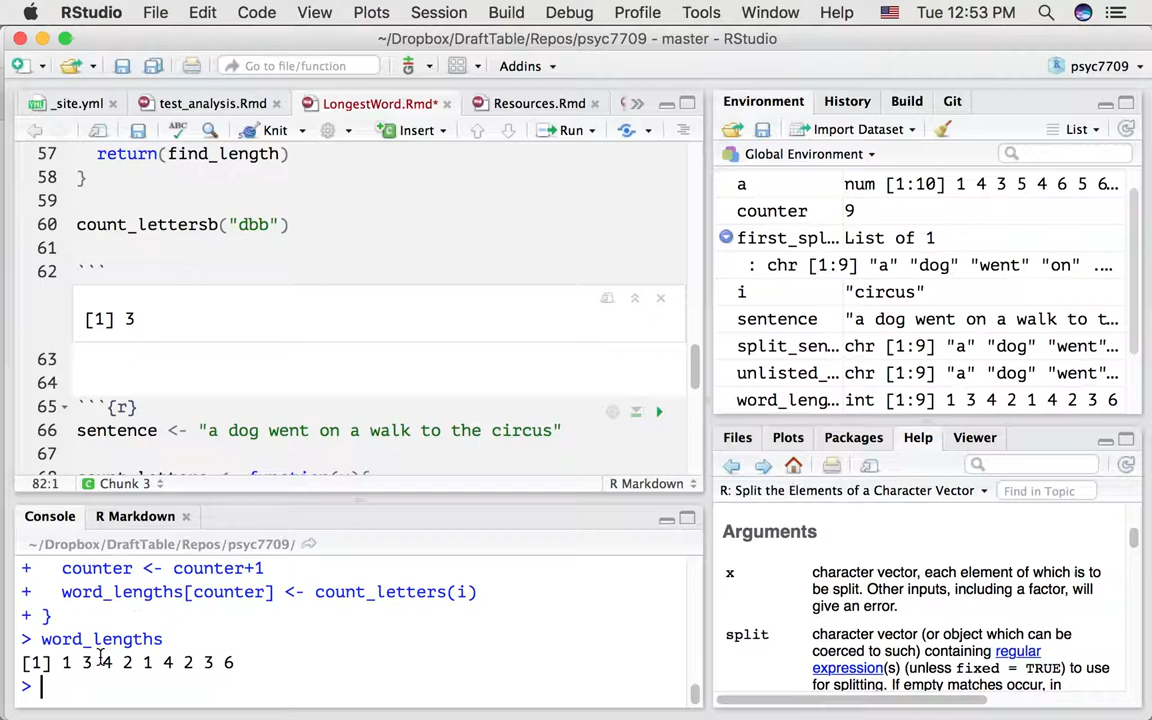 RStudio File Edit Code View Plots Session Build Debug Profile Tools Window Help Tue 12:53 PM
~/Dropbox/DraftTable/Repos/psyc7709 - master - RStudio
Go to file/function Addins psyc7709
_site.yml test_analysis.Rmd LongestWord.Rmd* Resources.Rmd
ABC Knit Insert Run
57 return(find_length)
58 }
59
60 count_lettersb("dbb")
61
62 ```
[1] 3
63
64
65 ```{r}
66 sentence <- "a dog went on a walk to the circus"
67
82:1 Chunk 3 R Markdown
Console R Markdown
~/Dropbox/DraftTable/Repos/psyc7709/
+ counter <- counter+1
+ word_lengths[counter] <- count_letters(i)
+ }
> word_lengths
[1] 1 3 4 2 1 4 2 3 6
>
Environment History Build Git
Import Dataset List
Global Environment
a num [1:10] 1 4 3 5 4 6 5 6…
counter 9
first_spl… List of 1
: chr [1:9] "a" "dog" "went" "on" ….
i "circus"
sentence "a dog went on a walk to t…
split_sen… chr [1:9] "a" "dog" "went"…
unlisted_… chr [1:9] "a" "dog" "went"…
word_leng… int [1:9] 1 3 4 2 1 4 2 3 6
Files Plots Packages Help Viewer
R: Split the Elements of a Character Vector Find in Topic
Arguments
x character vector, each element of which is to
be split. Other inputs, including a factor, will
give an error.
split character vector (or object which can be
coerced to such) containing regular
expression(s) (unless fixed = TRUE) to use
for splitting. If empty matches occur, in